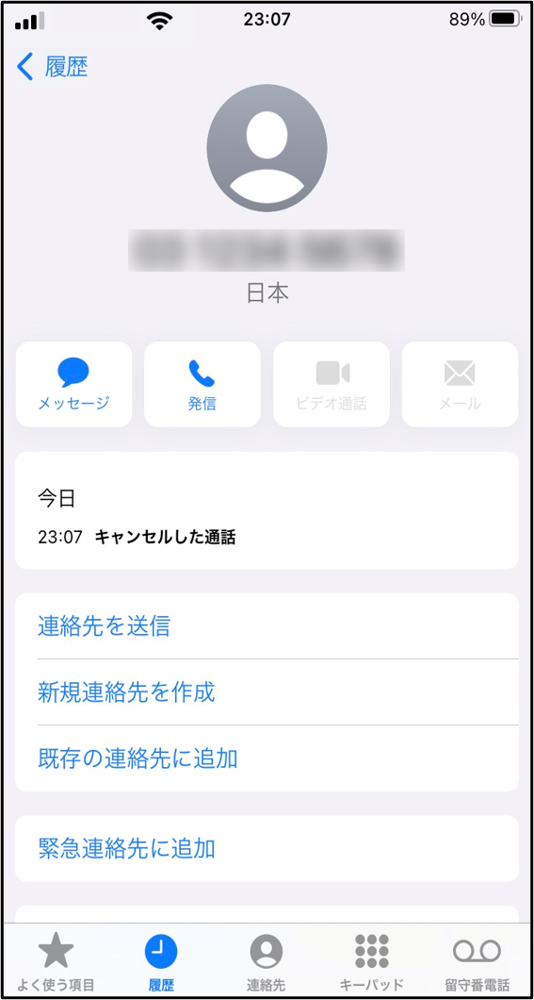 23:07
89%
履歴
日本
メッセージ
発信
ビデオ通話
メール
今日
23:07 キャンセルした通話
連絡先を送信
新規連絡先を作成
既存の連絡先に追加
緊急連絡先に追加
よく使う項目
履歴
連絡先
キーパッド
留守番電話